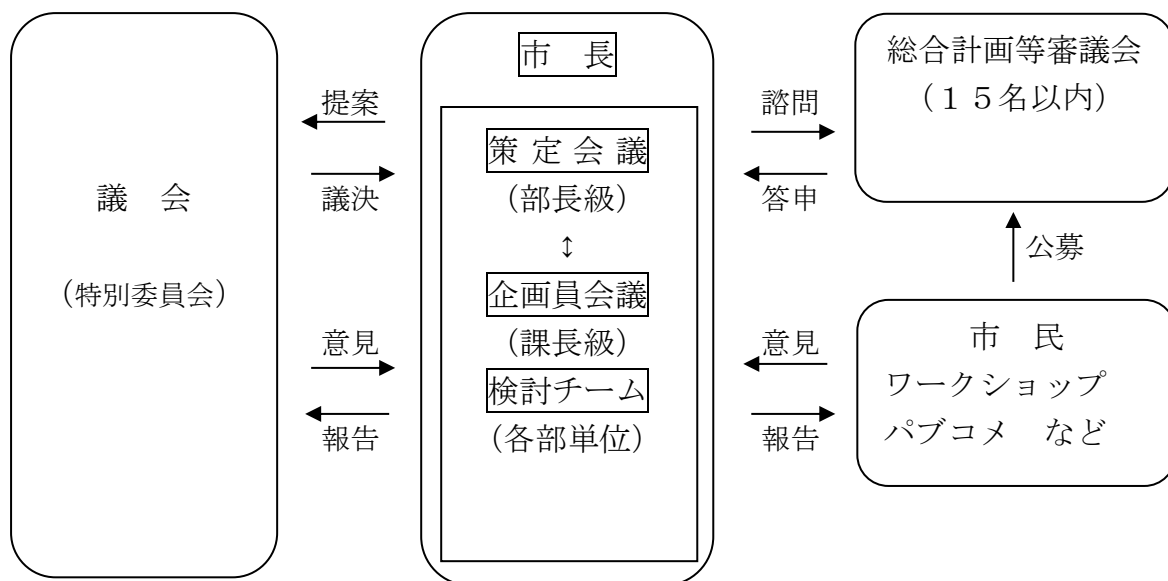 議　会
（特別委員会）
提案
議決
意見
報告
市　長
策 定 会 議
（部長級）
↕
企画員会議
（課長級）
検討チーム
（各部単位）
諮問
答申
意見
報告
総合計画等審議会
（１５名以内）
公募
市　民
ワークショップ
パブコメ　など